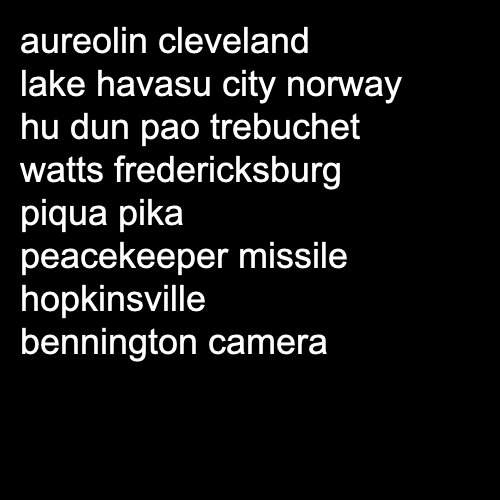 aureolin cleveland
lake havasu city norway
hu dun pao trebuchet
watts fredericksburg
piqua pika
peacekeeper missile
hopkinsville
bennington camera